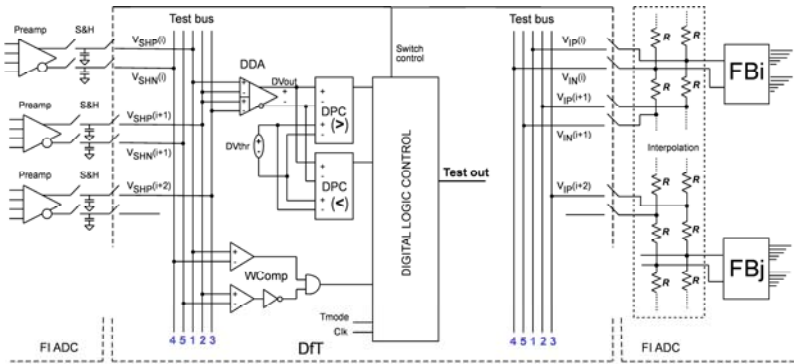 Preamp
S&H
Test bus
Test bus
V_SHP(i)
V_SHN(i)
DDA
DVout
Switch
control
V_IP(i)
V_IN(i)
V_IP(i+1)
V_IN(i+1)
R
R
R
R
FBi
Preamp
S&H
V_SHP(i+1)
V_SHN(i+1)
DVthr
DPC
(>)
DPC
(<)
DIGITAL LOGIC CONTROL
Test out
Interpolation
Preamp
S&H
V_SHP(i+2)
V_IP(i+2)
R
R
R
R
R
R
FBj
WComp
Tmode
Clk
4 5 1 2 3
4 5 1 2 3
FI ADC
DfT
FI ADC